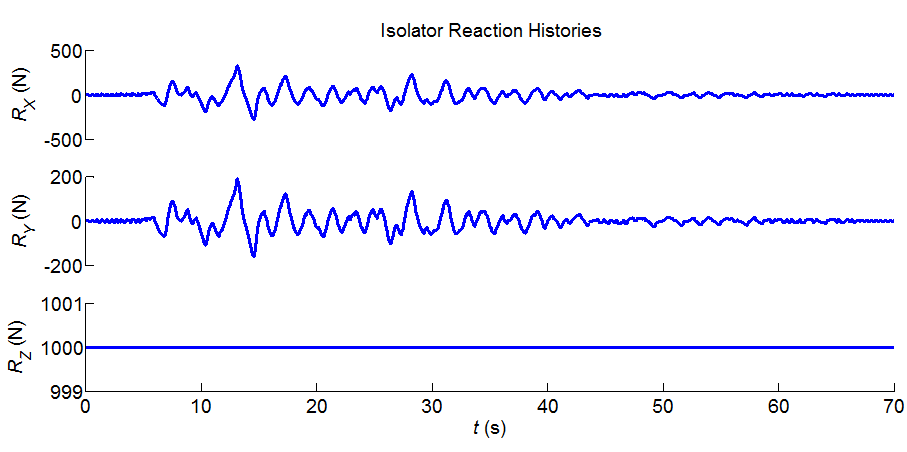 Isolator Reaction Histories
500
0
-500
R_X (N)
200
0
-200
R_Y (N)
1001
1000
999
R_Z (N)
0 10 20 30 40 50 60 70
t (s)